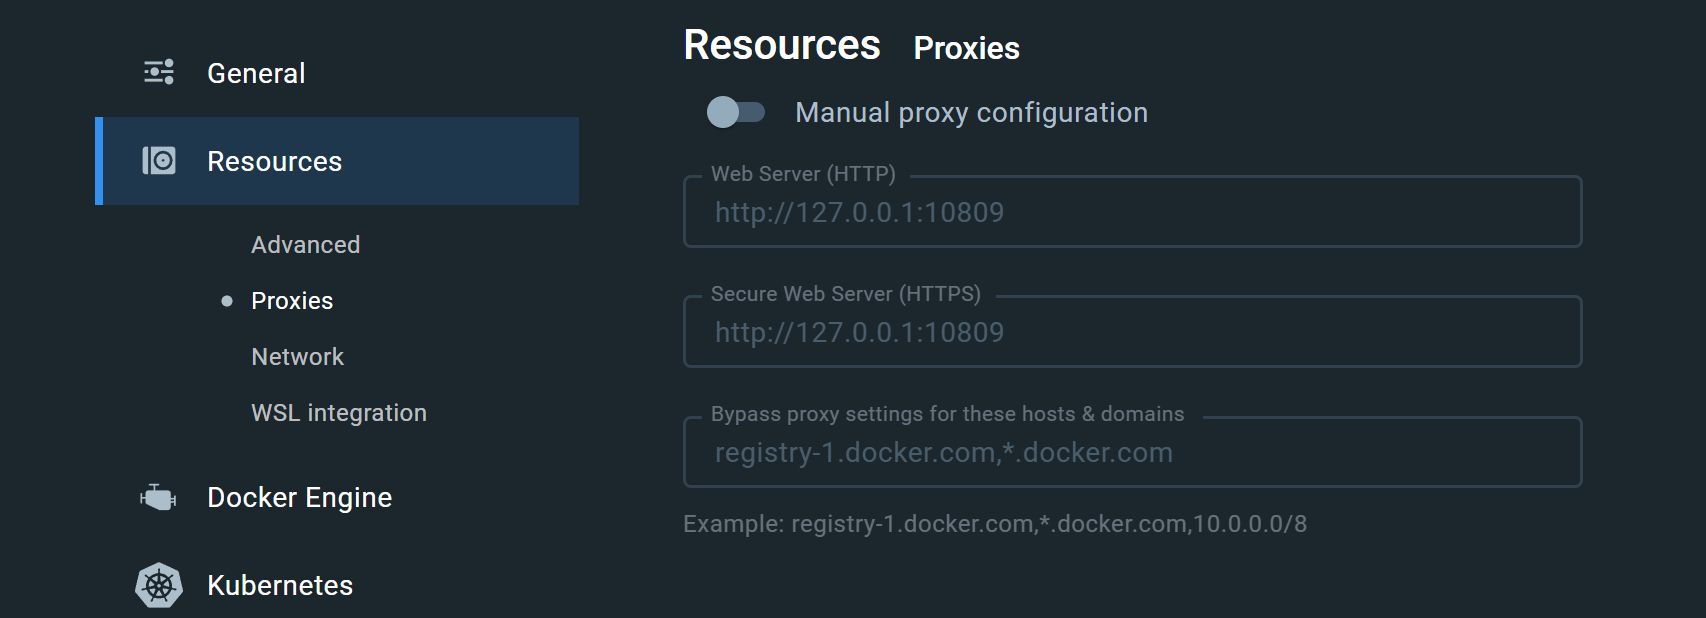 General
Resources
Advanced
Proxies
Network
WSL integration
Docker Engine
Kubernetes
Resources Proxies
Manual proxy configuration
Web Server (HTTP)
http://127.0.0.1:10809
Secure Web Server (HTTPS)
http://127.0.0.1:10809
Bypass proxy settings for these hosts & domains
registry-1.docker.com,*.docker.com
Example: registry-1.docker.com,*.docker.com,10.0.0.0/8